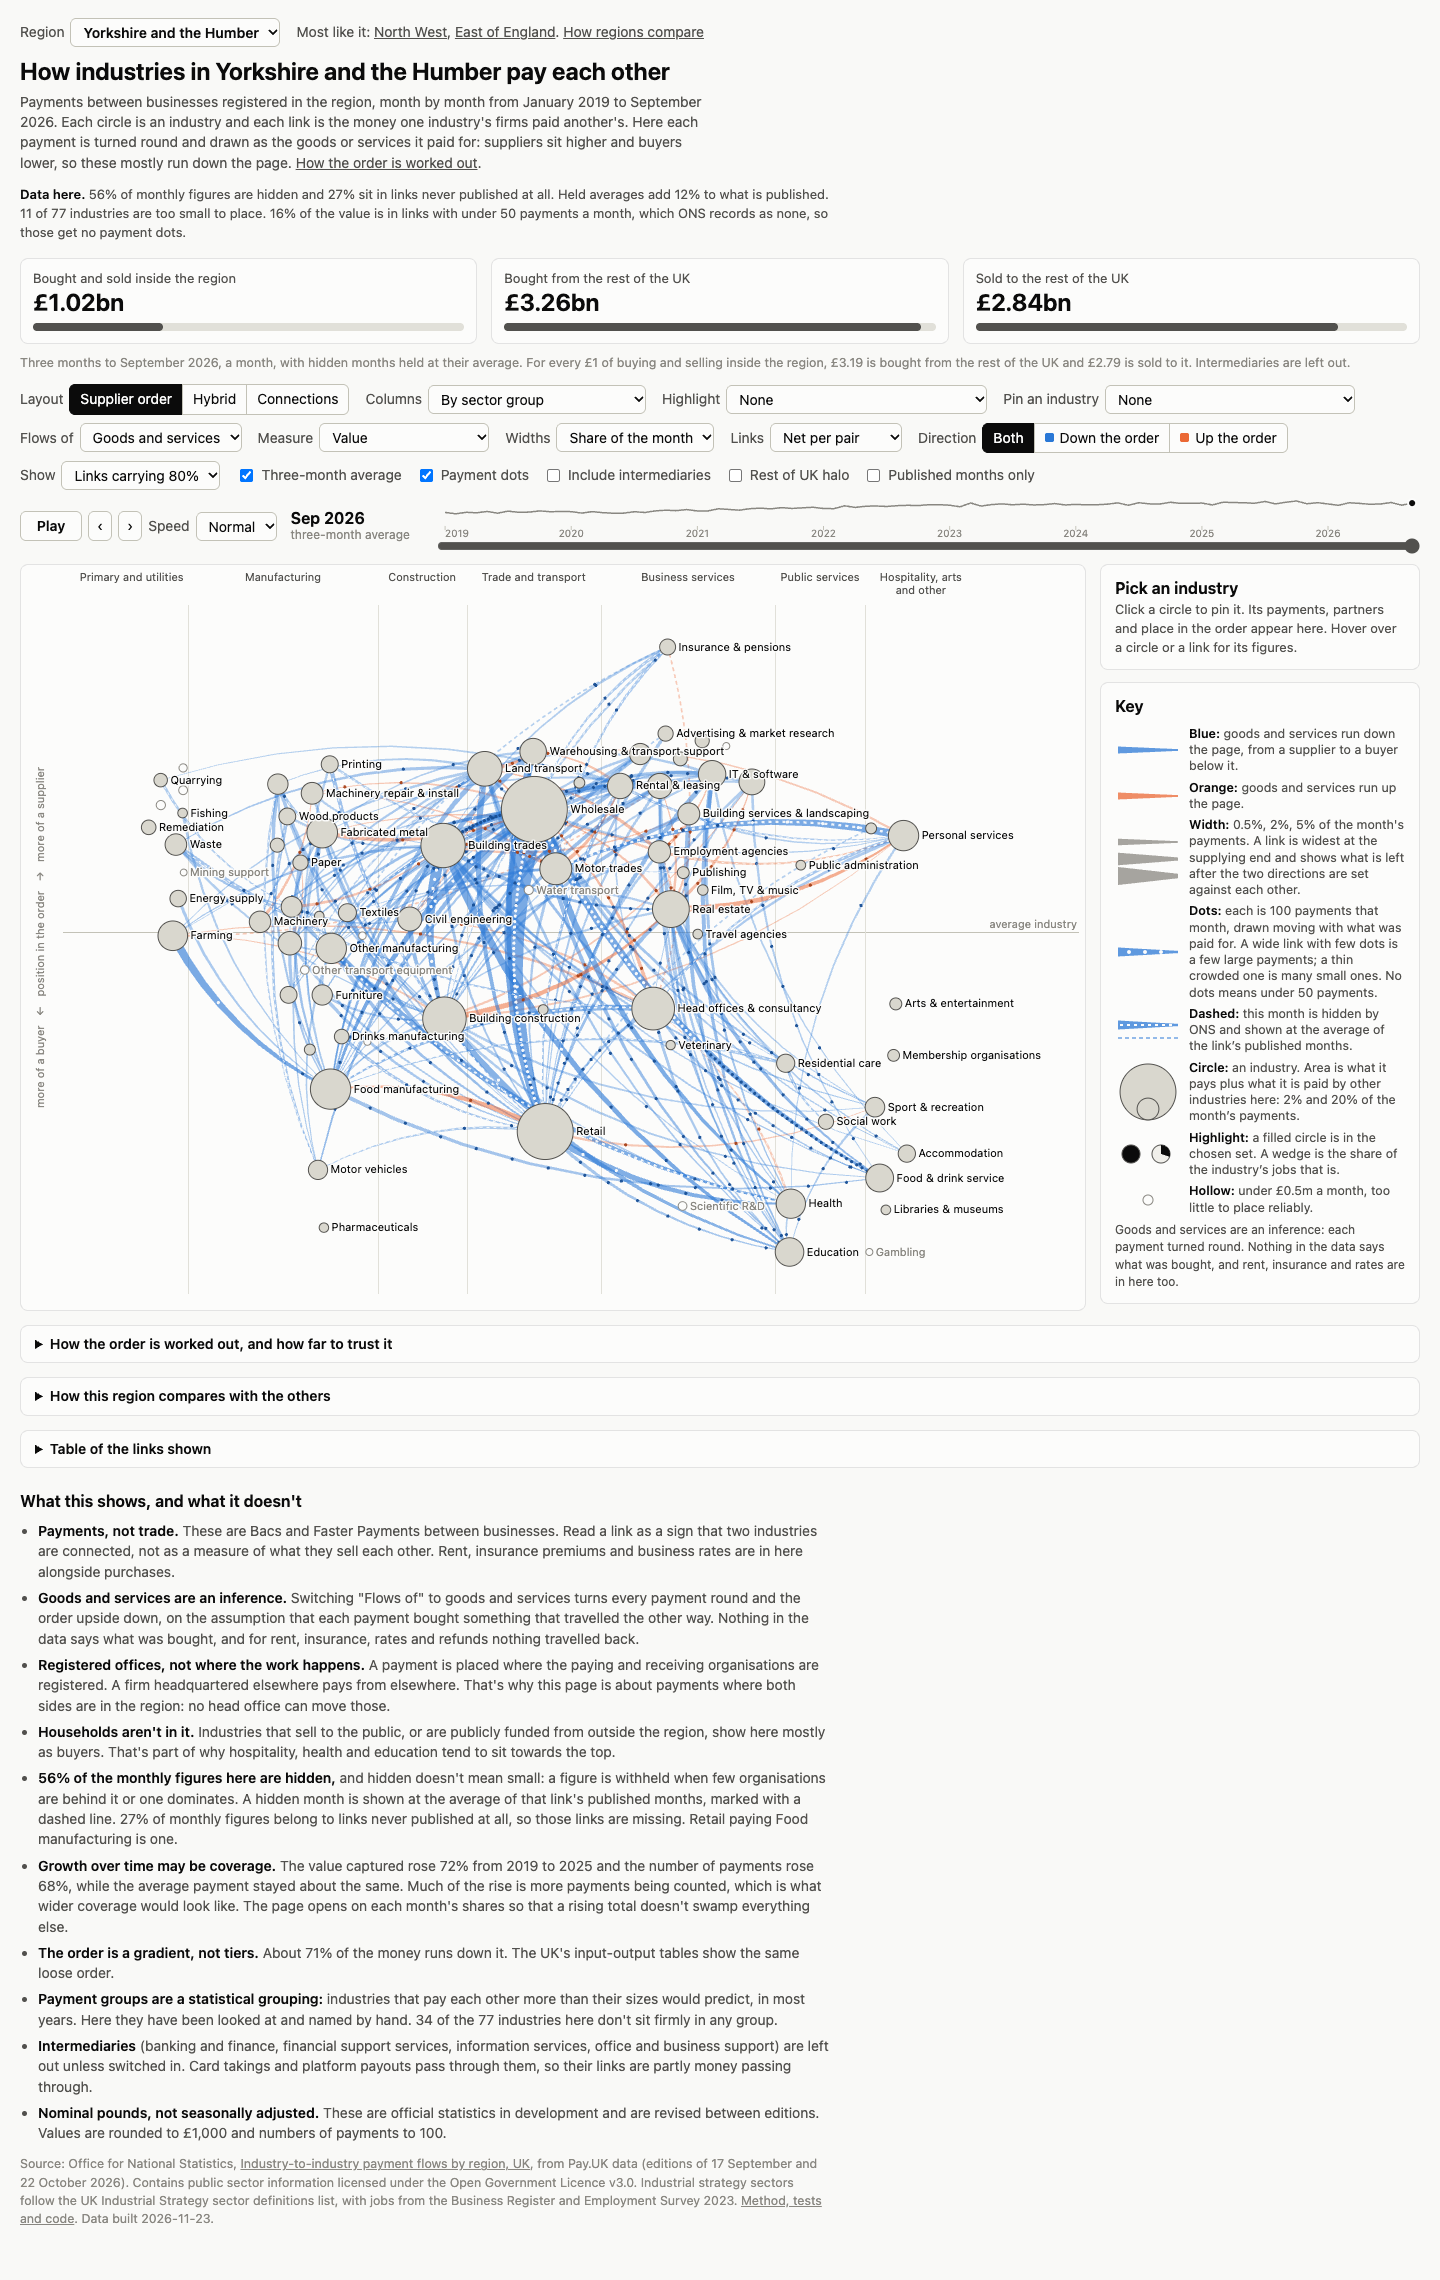 Region Yorkshire and the Humber Most like it: North West, East of England. How regions compare
How industries in Yorkshire and the Humber pay each other
Payments between businesses registered in the region, month by month from January 2019 to September
2026. Each circle is an industry and each link is the money one industry's firms paid another's. Here each
payment is turned round and drawn as the goods or services it paid for: suppliers sit higher and buyers
lower, so these mostly run down the page. How the order is worked out.
Data here. 56% of monthly figures are hidden and 27% sit in links never published at all. Held averages add 12% to what is published.
11 of 77 industries are too small to place. 16% of the value is in links with under 50 payments a month, which ONS records as none, so
those get no payment dots.
Bought and sold inside the region
£1.02bn
Bought from the rest of the UK
£3.26bn
Sold to the rest of the UK
£2.84bn
Three months to September 2026, a month, with hidden months held at their average. For every £1 of buying and selling inside the region, £3.19 is bought from the rest of the UK and £2.79 is sold to it. Intermediaries are left out.
Layout Supplier order Hybrid Connections Columns By sector group Highlight None Pin an industry None
Flows of Goods and services Measure Value Widths Share of the month Links Net per pair Direction Both Down the order Up the order
Show Links carrying 80% Three-month average Payment dots Include intermediaries Rest of UK halo Published months only
Play ‹ › Speed Normal Sep 2026
three-month average
2019 2020 2021 2022 2023 2024 2025 2026
Primary and utilities Manufacturing Construction Trade and transport Business services Public services Hospitality, arts
and other
more of a buyer ← position in the order → more of a supplier
Insurance & pensions
Advertising & market research
Warehousing & transport support
Printing
Land transport
IT & software
Quarrying
Rental & leasing
Machinery repair & install
Wholesale
Fishing
Wood products
Building services & landscaping
Remediation
Fabricated metal
Personal services
Waste
Building trades
Employment agencies
Paper
Public administration
Motor trades
Mining support
Publishing
Water transport
Film, TV & music
Energy supply
Textiles
Real estate
Machinery
Civil engineering
average industry
Farming
Travel agencies
Other manufacturing
Other transport equipment
Furniture
Arts & entertainment
Head offices & consultancy
Building construction
Drinks manufacturing
Veterinary
Membership organisations
Residential care
Food manufacturing
Sport & recreation
Social work
Retail
Accommodation
Motor vehicles
Food & drink service
Health
Scientific R&D
Libraries & museums
Pharmaceuticals
Education
Gambling
Pick an industry
Click a circle to pin it. Its payments, partners
and place in the order appear here. Hover over
a circle or a link for its figures.
Key
Blue: goods and services run down
the page, from a supplier to a buyer
below it.
Orange: goods and services run up
the page.
Width: 0.5%, 2%, 5% of the month's
payments. A link is widest at the
supplying end and shows what is left
after the two directions are set
against each other.
Dots: each is 100 payments that
month, drawn moving with what was
paid for. A wide link with few dots is
a few large payments; a thin
crowded one is many small ones. No
dots means under 50 payments.
Dashed: this month is hidden by
ONS and shown at the average of
the link's published months.
Circle: an industry. Area is what it
pays plus what it is paid by other
industries here: 2% and 20% of the
month's payments.
Highlight: a filled circle is in the
chosen set. A wedge is the share of
the industry's jobs that is.
Hollow: under £0.5m a month, too
little to place reliably.
Goods and services are an inference: each
payment turned round. Nothing in the data says
what was bought, and rent, insurance and rates are
in here too.
How the order is worked out, and how far to trust it
How this region compares with the others
Table of the links shown
What this shows, and what it doesn't
• Payments, not trade. These are Bacs and Faster Payments between businesses. Read a link as a sign that two industries
are connected, not as a measure of what they sell each other. Rent, insurance premiums and business rates are in here
alongside purchases.
• Goods and services are an inference. Switching "Flows of" to goods and services turns every payment round and the
order upside down, on the assumption that each payment bought something that travelled the other way. Nothing in the
data says what was bought, and for rent, insurance, rates and refunds nothing travelled back.
• Registered offices, not where the work happens. A payment is placed where the paying and receiving organisations are
registered. A firm headquartered elsewhere pays from elsewhere. That's why this page is about payments where both
sides are in the region: no head office can move those.
• Households aren't in it. Industries that sell to the public, or are publicly funded from outside the region, show here mostly
as buyers. That's part of why hospitality, health and education tend to sit towards the top.
• 56% of the monthly figures here are hidden, and hidden doesn't mean small: a figure is withheld when few organisations
are behind it or one dominates. A hidden month is shown at the average of that link's published months, marked with a
dashed line. 27% of monthly figures belong to links never published at all, so those links are missing. Retail paying Food
manufacturing is one.
• Growth over time may be coverage. The value captured rose 72% from 2019 to 2025 and the number of payments rose
68%, while the average payment stayed about the same. Much of the rise is more payments being counted, which is what
wider coverage would look like. The page opens on each month's shares so that a rising total doesn't swamp everything
else.
• The order is a gradient, not tiers. About 71% of the money runs down it. The UK's input-output tables show the same
loose order.
• Payment groups are a statistical grouping: industries that pay each other more than their sizes would predict, in most
years. Here they have been looked at and named by hand. 34 of the 77 industries here don't sit firmly in any group.
• Intermediaries (banking and finance, financial support services, information services, office and business support) are left
out unless switched in. Card takings and platform payouts pass through them, so their links are partly money passing
through.
• Nominal pounds, not seasonally adjusted. These are official statistics in development and are revised between editions.
Values are rounded to £1,000 and numbers of payments to 100.
Source: Office for National Statistics, Industry-to-industry payment flows by region, UK, from Pay.UK data (editions of 17 September and
22 October 2026). Contains public sector information licensed under the Open Government Licence v3.0. Industrial strategy sectors
follow the UK Industrial Strategy sector definitions list, with jobs from the Business Register and Employment Survey 2023. Method, tests
and code. Data built 2026-11-23.